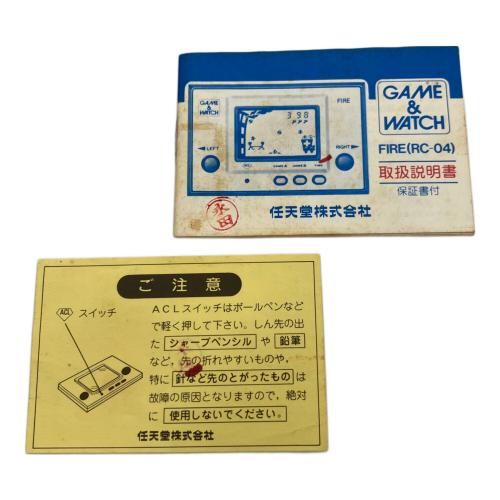 GAME
&
WATCH
FIRE
398
◀LEFT
RIGHT▶
GAME A GAME B TIME
GAME
&
WATCH
FIRE(RC-04)
取扱説明書
保証書付
永田
任天堂株式会社
ご注意
ACL スイッチ
ACLスイッチはボールペンなど
で軽く押して下さい。しん先の出
た シャープペンシル や 鉛筆
など、先の折れやすいものや、
特に 針など先のとがったもの は
故障の原因となりますので、絶対
に 使用しないでください。
任天堂株式会社